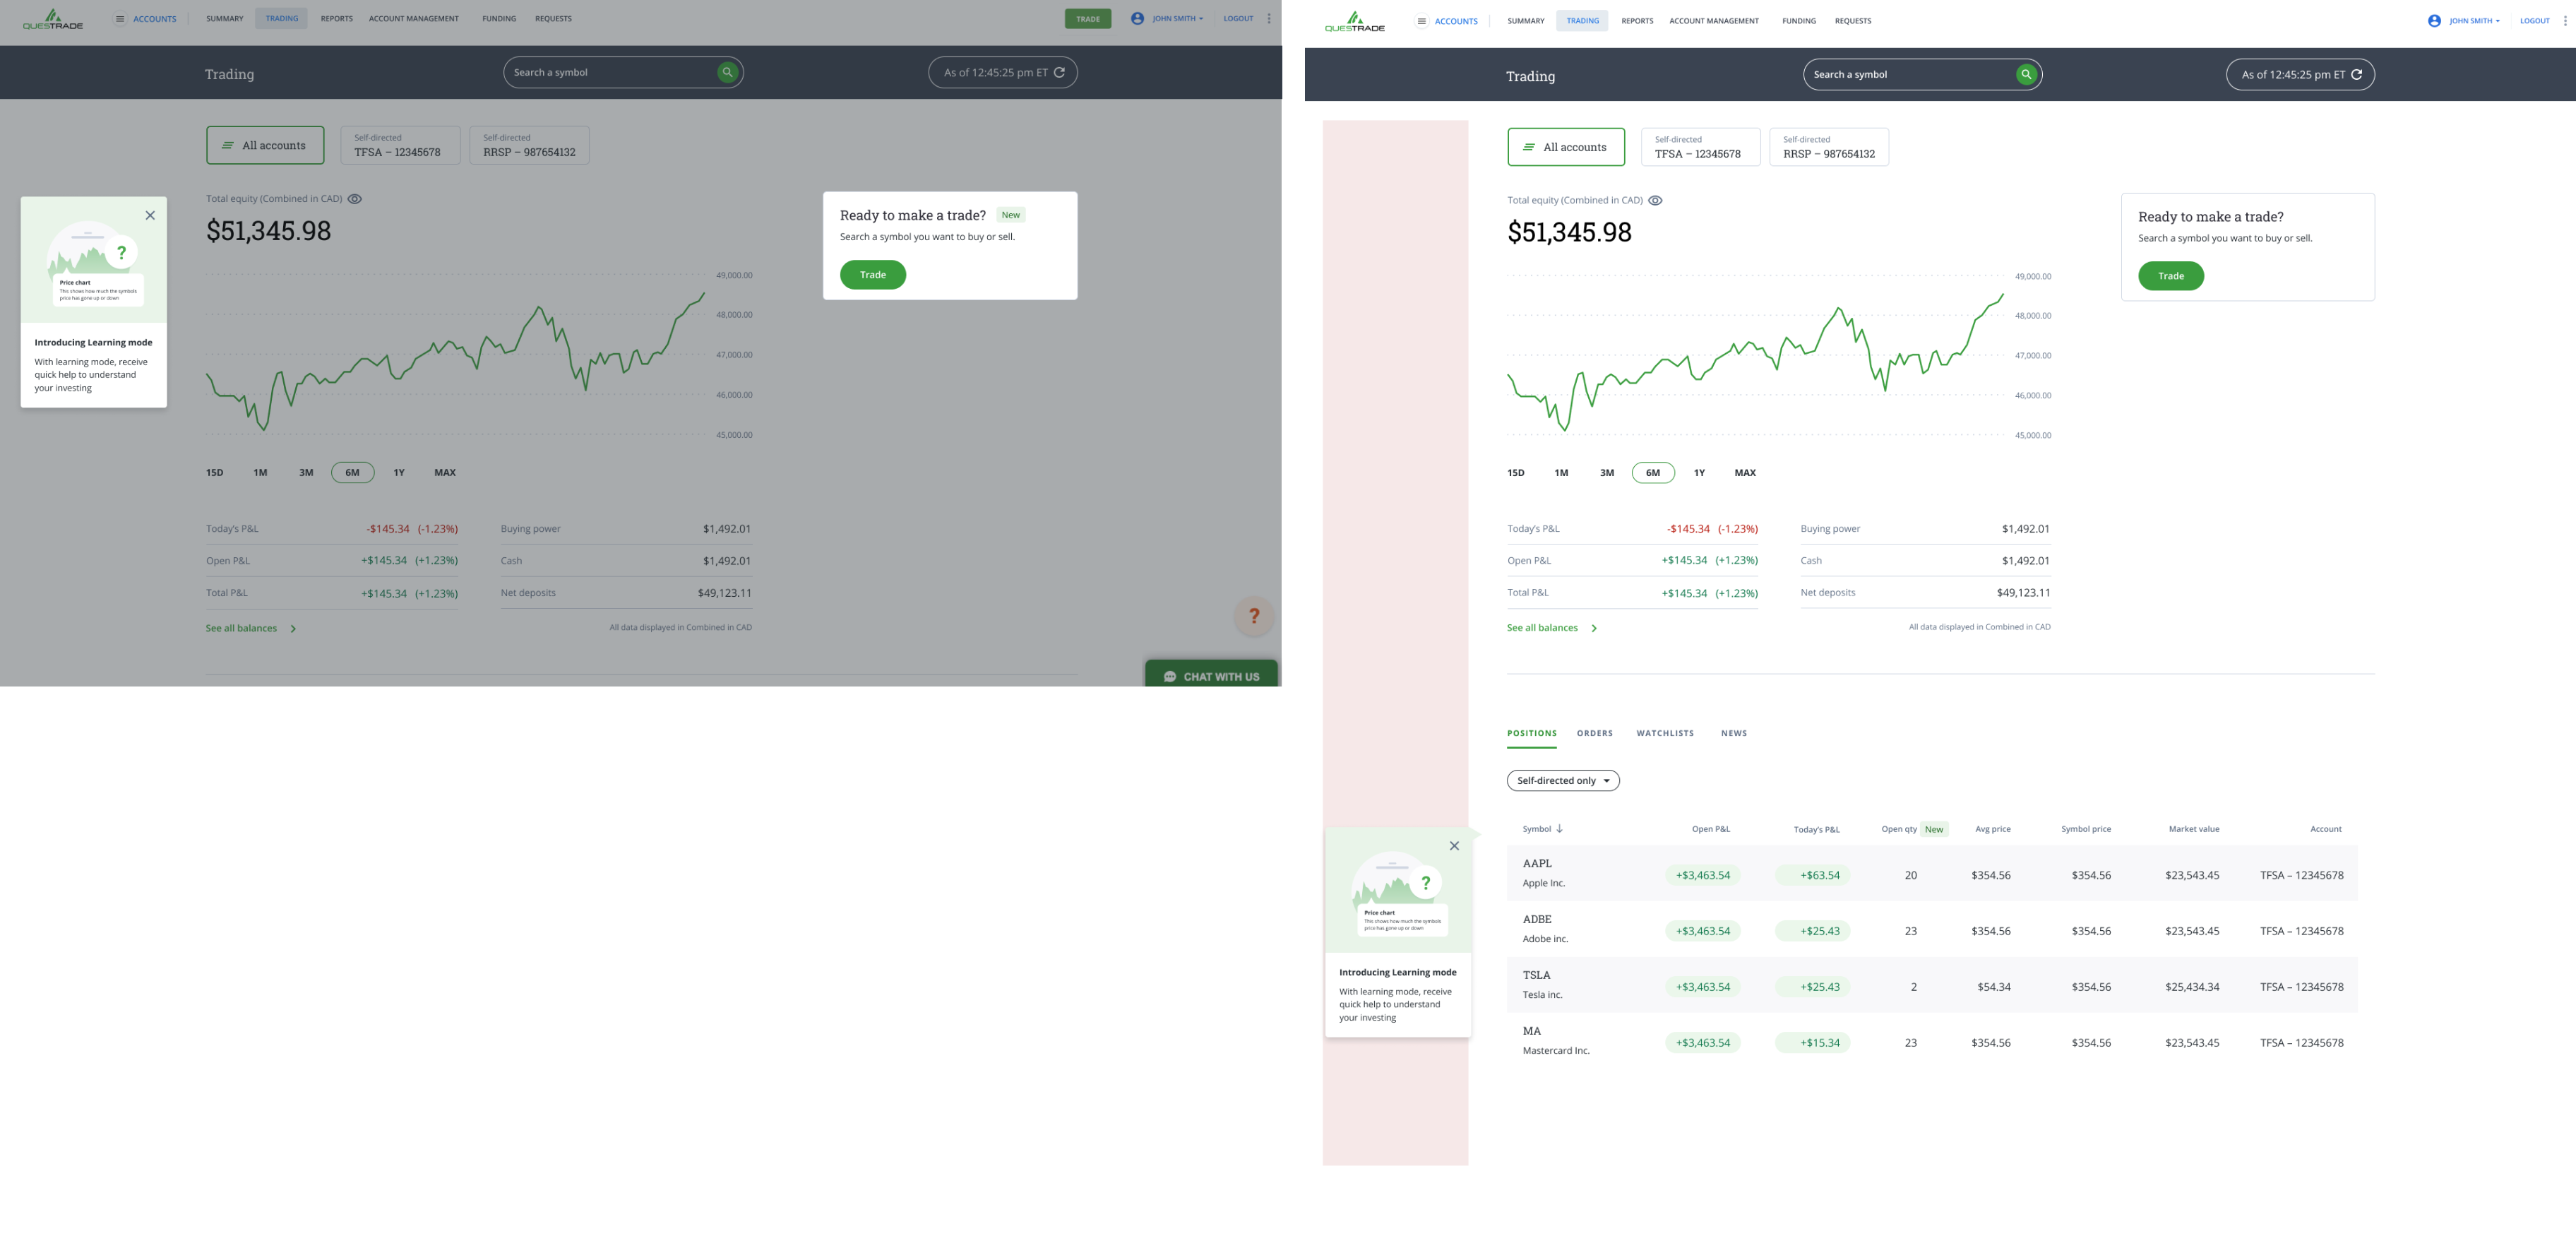 QUESTRADE
ACCOUNTS
SUMMARY
TRADING
REPORTS
ACCOUNT MANAGEMENT
FUNDING
REQUESTS
TRADE
JOHN SMITH
LOGOUT
Trading
Search a symbol
As of 12:45:25 pm ET
All accounts
Self-directed
TFSA – 12345678
Self-directed
RRSP – 987654132
Total equity (Combined in CAD)
$51,345.98
?
Price chart
This shows how much the symbols
price has gone up or down
Introducing Learning mode
With learning mode, receive
quick help to understand
your investing
Ready to make a trade? New
Search a symbol you want to buy or sell.
Trade
49,000.00
48,000.00
47,000.00
46,000.00
45,000.00
15D 1M 3M 6M 1Y MAX
Today's P&L -$145.34 (-1.23%)
Open P&L +$145.34 (+1.23%)
Total P&L +$145.34 (+1.23%)
Buying power $1,492.01
Cash $1,492.01
Net deposits $49,123.11
See all balances
All data displayed in Combined in CAD
?
CHAT WITH US
QUESTRADE
ACCOUNTS
SUMMARY
TRADING
REPORTS
ACCOUNT MANAGEMENT
FUNDING
REQUESTS
JOHN SMITH
LOGOUT
Trading
Search a symbol
As of 12:45:25 pm ET
All accounts
Self-directed
TFSA – 12345678
Self-directed
RRSP – 987654132
Total equity (Combined in CAD)
$51,345.98
Ready to make a trade?
Search a symbol you want to buy or sell.
Trade
49,000.00
48,000.00
47,000.00
46,000.00
45,000.00
15D 1M 3M 6M 1Y MAX
Today's P&L -$145.34 (-1.23%)
Open P&L +$145.34 (+1.23%)
Total P&L +$145.34 (+1.23%)
Buying power $1,492.01
Cash $1,492.01
Net deposits $49,123.11
See all balances
All data displayed in Combined in CAD
POSITIONS ORDERS WATCHLISTS NEWS
Self-directed only
?
Price chart
This shows how much the symbols
price has gone up or down
Introducing Learning mode
With learning mode, receive
quick help to understand
your investing
Symbol Open P&L Today's P&L Open qty New Avg price Symbol price Market value Account
AAPL
Apple Inc. +$3,463.54 +$63.54 20 $354.56 $354.56 $23,543.45 TFSA – 12345678
ADBE
Adobe inc. +$3,463.54 +$25.43 23 $354.56 $354.56 $23,543.45 TFSA – 12345678
TSLA
Tesla inc. +$3,463.54 +$25.43 2 $54.34 $354.56 $25,434.34 TFSA – 12345678
MA
Mastercard Inc. +$3,463.54 +$15.34 23 $354.56 $354.56 $23,543.45 TFSA – 12345678